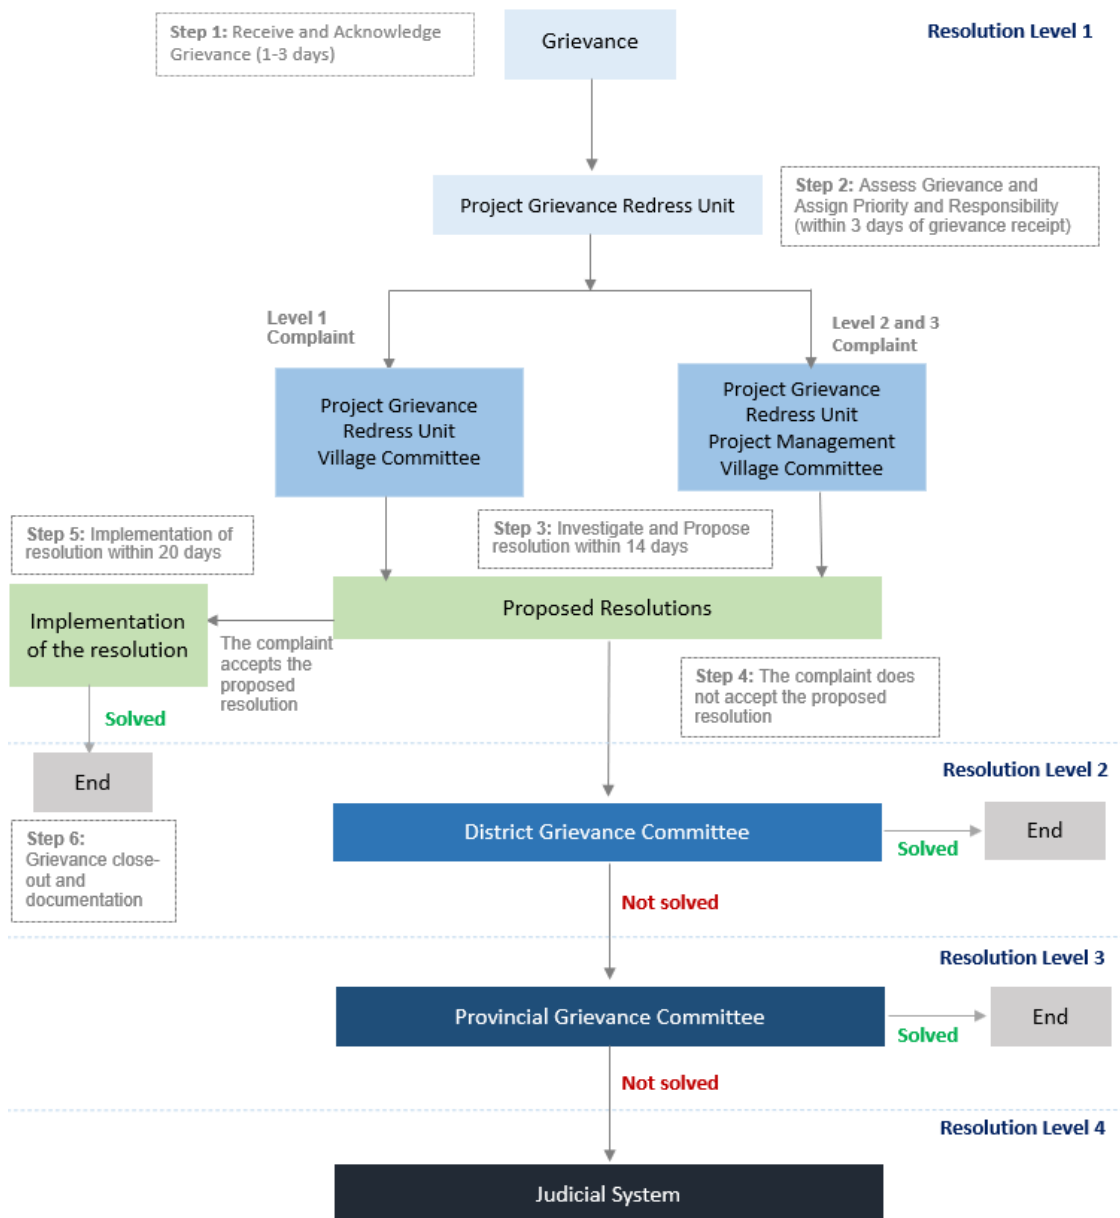 Step 1: Receive and Acknowledge
Grievance (1-3 days)
Grievance
Resolution Level 1
Project Grievance Redress Unit
Step 2: Assess Grievance and
Assign Priority and Responsibility
(within 3 days of grievance receipt)
Level 1
Complaint
Level 2 and 3
Complaint
Project Grievance
Redress Unit
Village Committee
Project Grievance
Redress Unit
Project Management
Village Committee
Step 5: Implementation of
resolution within 20 days
Step 3: Investigate and Propose
resolution within 14 days
Implementation
of the resolution
Proposed Resolutions
The complaint
accepts the
proposed
resolution
Step 4: The complaint does
not accept the proposed
resolution
Solved
End
Resolution Level 2
Step 6:
Grievance close-
out and
documentation
District Grievance Committee
Solved
End
Not solved
Resolution Level 3
Provincial Grievance Committee
Solved
End
Not solved
Resolution Level 4
Judicial System